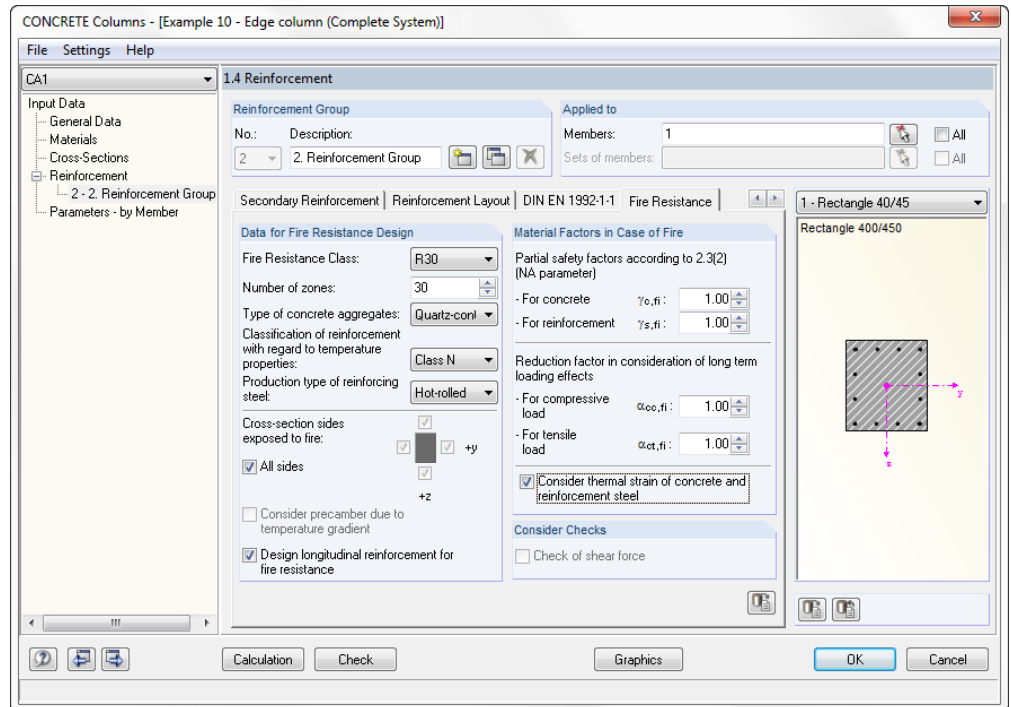 CONCRETE Columns - [Example 10 - Edge column (Complete System)]
File Settings Help
CA1
1.4 Reinforcement
Input Data
General Data
Materials
Cross-Sections
Reinforcement
2 - 2. Reinforcement Group
Parameters - by Member
Reinforcement Group
No.: Description:
2 2. Reinforcement Group
Applied to
Members: 1 All
Sets of members: All
Secondary Reinforcement Reinforcement Layout DIN EN 1992-1-1 Fire Resistance
Data for Fire Resistance Design
Fire Resistance Class: R30
Number of zones: 30
Type of concrete aggregates: Quartz-cont
Classification of reinforcement
with regard to temperature
properties: Class N
Production type of reinforcing
steel: Hot-rolled
Cross-section sides
exposed to fire:
+y
All sides
+z
Consider precamber due to
temperature gradient
Design longitudinal reinforcement for
fire resistance
Material Factors in Case of Fire
Partial safety factors according to 2.3(2)
(NA parameter)
- For concrete γc,fi : 1.00
- For reinforcement γs,fi : 1.00
Reduction factor in consideration of long term
loading effects
- For compressive
load αcc,fi : 1.00
- For tensile
load αct,fi : 1.00
Consider thermal strain of concrete and
reinforcement steel
Consider Checks
Check of shear force
1 - Rectangle 40/45
Rectangle 400/450
y
z
Calculation Check Graphics OK Cancel